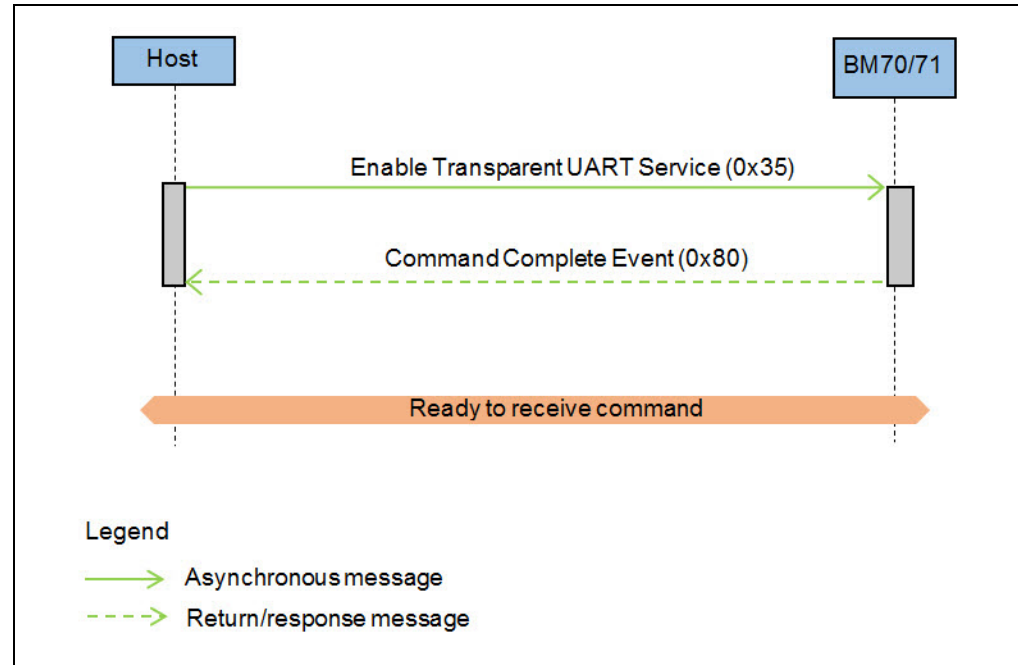 Host
BM70/71
Enable Transparent UART Service (0x35)
Command Complete Event (0x80)
Ready to receive command
Legend
Asynchronous message
Return/response message